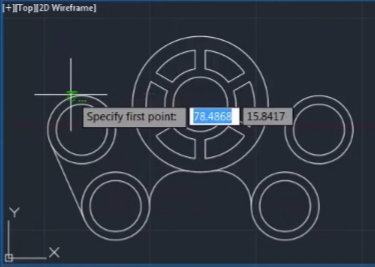 [+][Top][2D Wireframe]
Specify first point: 78.4868 15.8417
Y
X